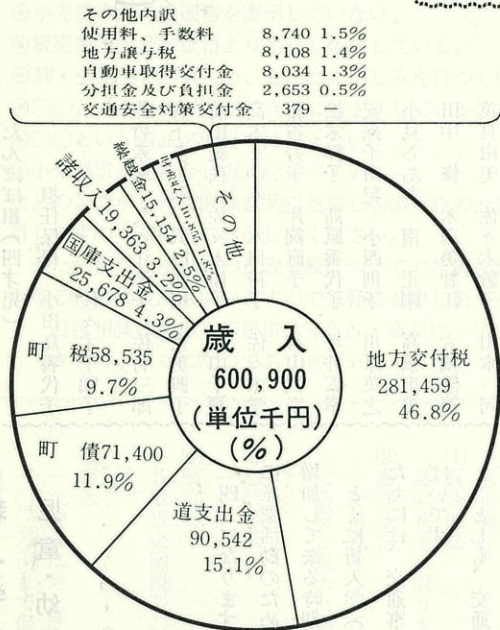 その他内訳
使用料、手数料 8,740 1.5%
地方譲与税 8,108 1.4%
自動車取得交付金 8,034 1.3%
分担金及び負担金 2,653 0.5%
交通安全対策交付金 379
その他
繰越金15,154 2.5%
諸収入19,363 3.2%
国庫支出金
25,678 4.3%
町 税58,535
9.7%
町 債71,400
11.9%
道支出金
90,542
15.1%
地方交付税
281,459
46.8%
歳 入
600,900
(単位千円)
(%)